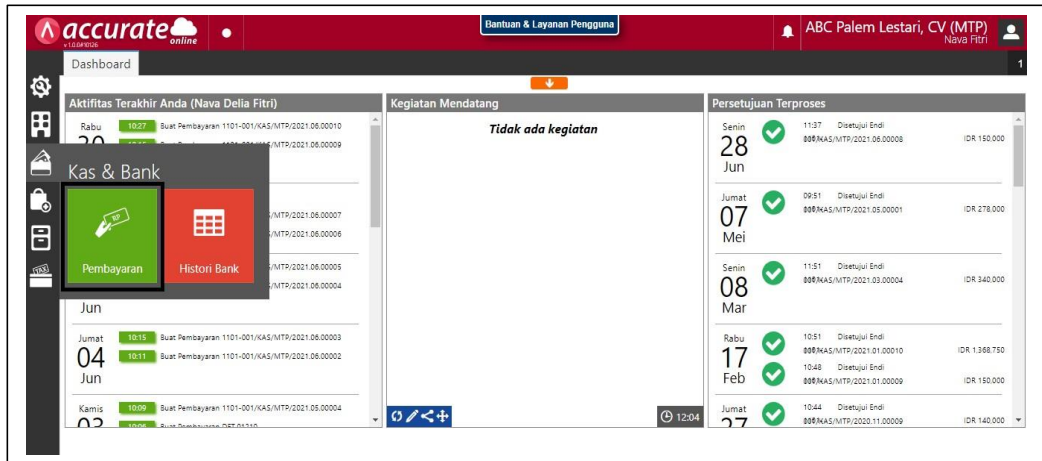 accurate
online
v 1.0.0#10126
Bantuan & Layanan Pengguna
ABC Palem Lestari, CV (MTP)
Nava Fitri
Dashboard
1
Aktifitas Terakhir Anda (Nava Delia Fitri)
Rabu
10:27 Buat Pembayaran 1101-001/KAS/MTP/2021.06.00010
/MTP/2021.06.00009
Kas & Bank
RP
Pembayaran
Histori Bank
TAX
/MTP/2021.06.00007
/MTP/2021.06.00006
/MTP/2021.06.00005
/MTP/2021.06.00004
Jun
Jumat
04
Jun
10:15 Buat Pembayaran 1101-001/KAS/MTP/2021.06.00003
10:11 Buat Pembayaran 1101-001/KAS/MTP/2021.06.00002
Kamis
10:09 Buat Pembayaran 1101-001/KAS/MTP/2021.05.00004
Kegiatan Mendatang
Tidak ada kegiatan
12:04
Persetujuan Terproses
Senin
28
Jun
11:37 Disetujui Endi
KAS/MTP/2021.06.00008 IDR 150,000
Jumat
07
Mei
09:51 Disetujui Endi
KAS/MTP/2021.05.00001 IDR 278,000
Senin
08
Mar
11:51 Disetujui Endi
KAS/MTP/2021.03.00004 IDR 340,000
Rabu
17
Feb
10:51 Disetujui Endi
KAS/MTP/2021.01.00010 IDR 1.368,750
10:48 Disetujui Endi
KAS/MTP/2021.01.00009 IDR 150,000
Jumat
27
10:44 Disetujui Endi
KAS/MTP/2020.11.00009 IDR 140,000